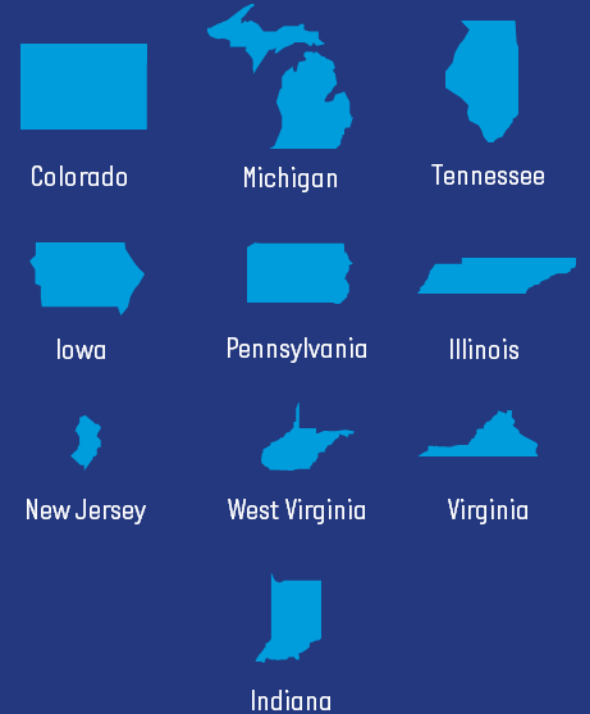 Colorado
Michigan
Tennessee
Iowa
Pennsylvania
Illinois
New Jersey
West Virginia
Virginia
Indiana